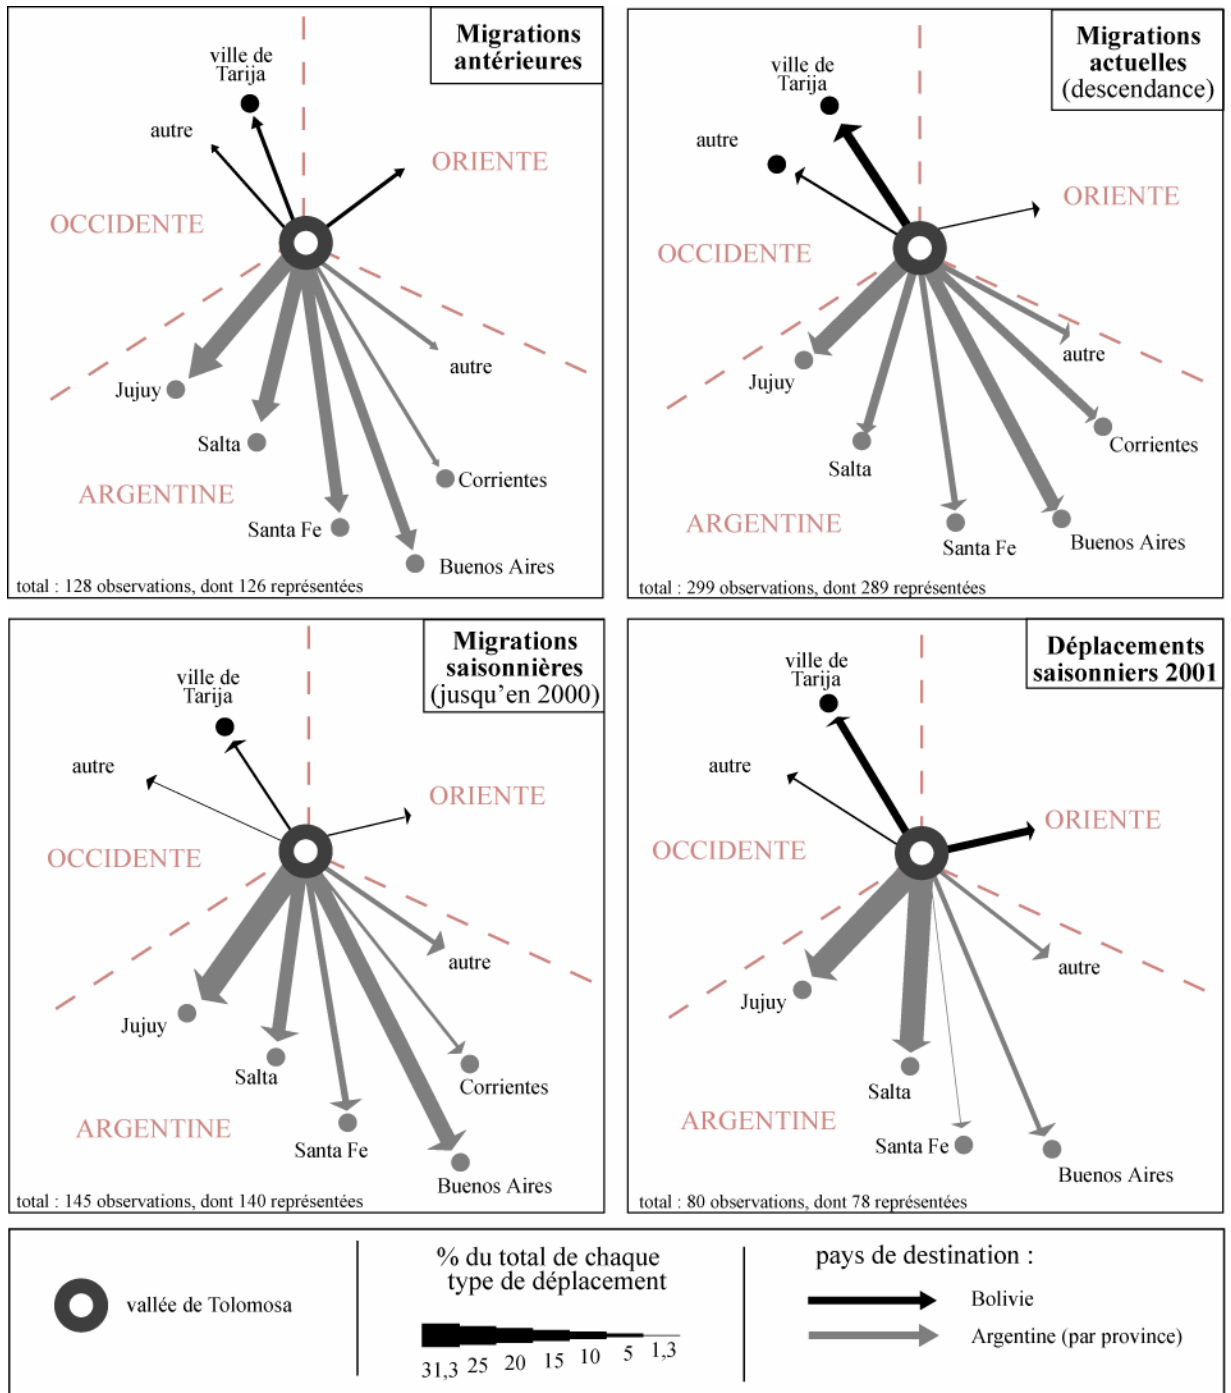 Migrations
antérieures
ville de
Tarija
autre
ORIENTE
OCCIDENTE
Jujuy
autre
Salta
Corrientes
ARGENTINE
Santa Fe
Buenos Aires
total : 128 observations, dont 126 représentées
Migrations
actuelles
(descendance)
ville de
Tarija
autre
ORIENTE
OCCIDENTE
autre
Jujuy
Corrientes
Salta
ARGENTINE
Santa Fe
Buenos Aires
total : 299 observations, dont 289 représentées
Migrations
saisonnières
(jusqu'en 2000)
ville de
Tarija
autre
ORIENTE
OCCIDENTE
autre
Jujuy
Salta
Corrientes
ARGENTINE
Santa Fe
Buenos Aires
total : 145 observations, dont 140 représentées
Déplacements
saisonniers 2001
ville de
Tarija
autre
ORIENTE
OCCIDENTE
autre
Jujuy
Salta
ARGENTINE
Santa Fe
Buenos Aires
total : 80 observations, dont 78 représentées
vallée de Tolomosa
% du total de chaque
type de déplacement
31,3 25 20 15 10 5 1,3
pays de destination :
Bolivie
Argentine (par province)